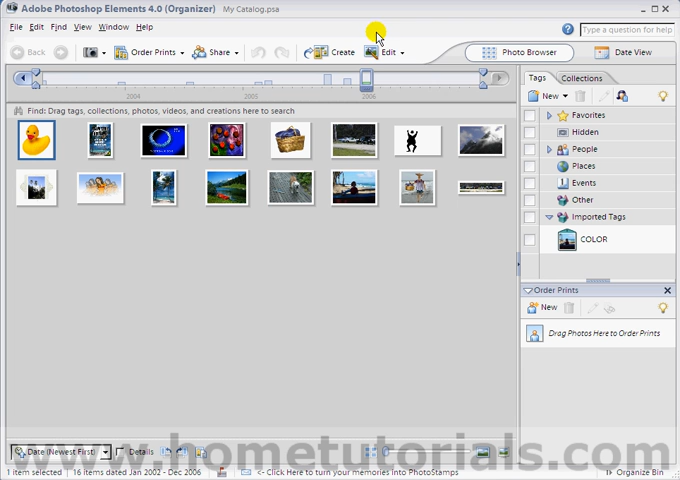 Adobe Photoshop Elements 4.0 (Organizer) My Catalog.psa
File Edit Find View Window Help
Type a question for help
Back Order Prints Share Create Edit Photo Browser Date View
2004 2005 2006
Tags Collections
Find: Drag tags, collections, photos, videos, and creations here to search
New
Favorites
Hidden
People
Places
Events
Other
Imported Tags
COLOR
Order Prints
New
Drag Photos Here to Order Prints
Date (Newest First) Details
www.hometutorials.com
1 item selected 16 items dated Jan 2002 - Dec 2006 <- Click Here to turn your memories into PhotoStamps Organize Bin